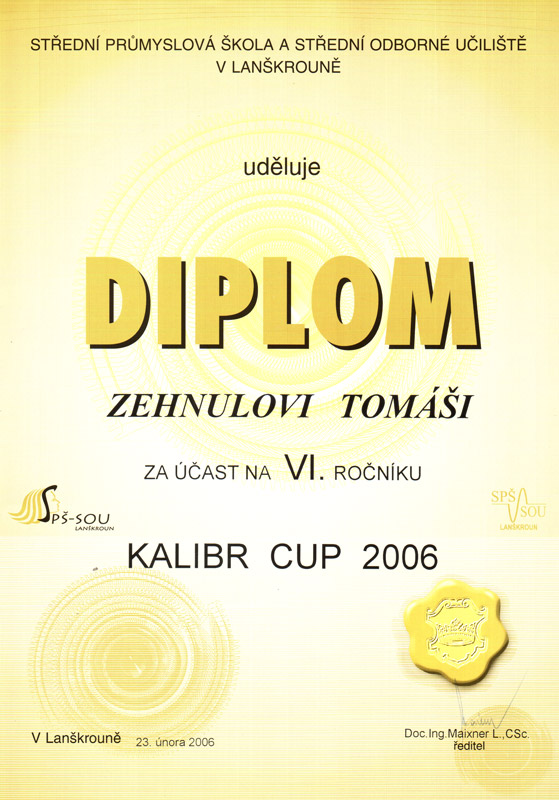 STŘEDNÍ PRŮMYSLOVÁ ŠKOLA A STŘEDNÍ ODBORNÉ UČILIŠTĚ
V LANŠKROUNĚ
uděluje
DIPLOM
ZEHNULOVI TOMÁŠI
ZA ÚČAST NA VI. ROČNÍKU
SPŠ-SOU
LANŠKROUN
SPŠ
SOU
LANŠKROUN
KALIBR CUP 2006
V Lanškrouně 23. února 2006
Doc.Ing.Maixner L.,CSc.
ředitel